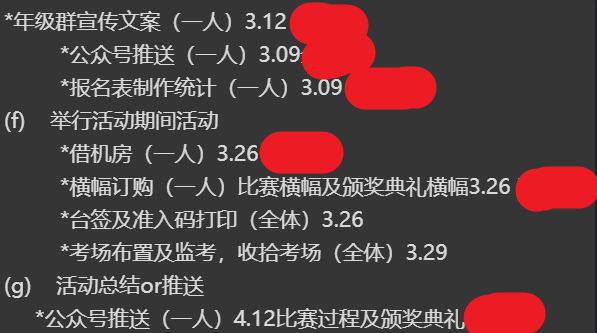 *年级群宣传文案（一人）3.12
*公众号推送（一人）3.09
*报名表制作统计（一人）3.09
(f) 举行活动期间活动
*借机房（一人）3.26
*横幅订购（一人）比赛横幅及颁奖典礼横幅3.26
*台签及准入码打印（全体）3.26
*考场布置及监考，收拾考场（全体）3.29
(g) 活动总结or推送
*公众号推送（一人）4.12比赛过程及颁奖典礼